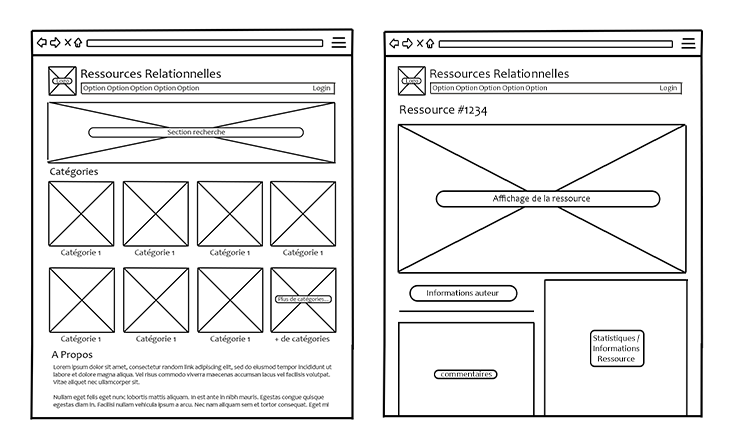 Logo
Ressources Relationnelles
Option Option Option Option Option
Login
Section recherche
Catégories
Catégorie 1
Catégorie 1
Catégorie 1
Catégorie 1
Plus de catégories...
Catégorie 1
Catégorie 1
Catégorie 1
+ de catégories
A Propos
Lorem ipsum dolor sit amet, consectetur random link adipiscing elit, sed do eiusmod tempor incididunt ut
labore et dolore magna aliqua. Vel risus commodo viverra maecenas accumsan lacus vel facilisis volutpat.
Vitae aliquet nec ullamcorper sit.
Nullam eget felis eget nunc lobortis mattis aliquam. In est ante in nibh mauris. Egestas congue quisque
egestas diam in. Facilisi nullam vehicula ipsum a arcu. Nec nam aliquam sem et tortor consequat. Eget mi
Logo
Ressources Relationnelles
Option Option Option Option Option
Login
Ressource #1234
Affichage de la ressource
Informations auteur
commentaires
Statistiques /
Informations
Ressource